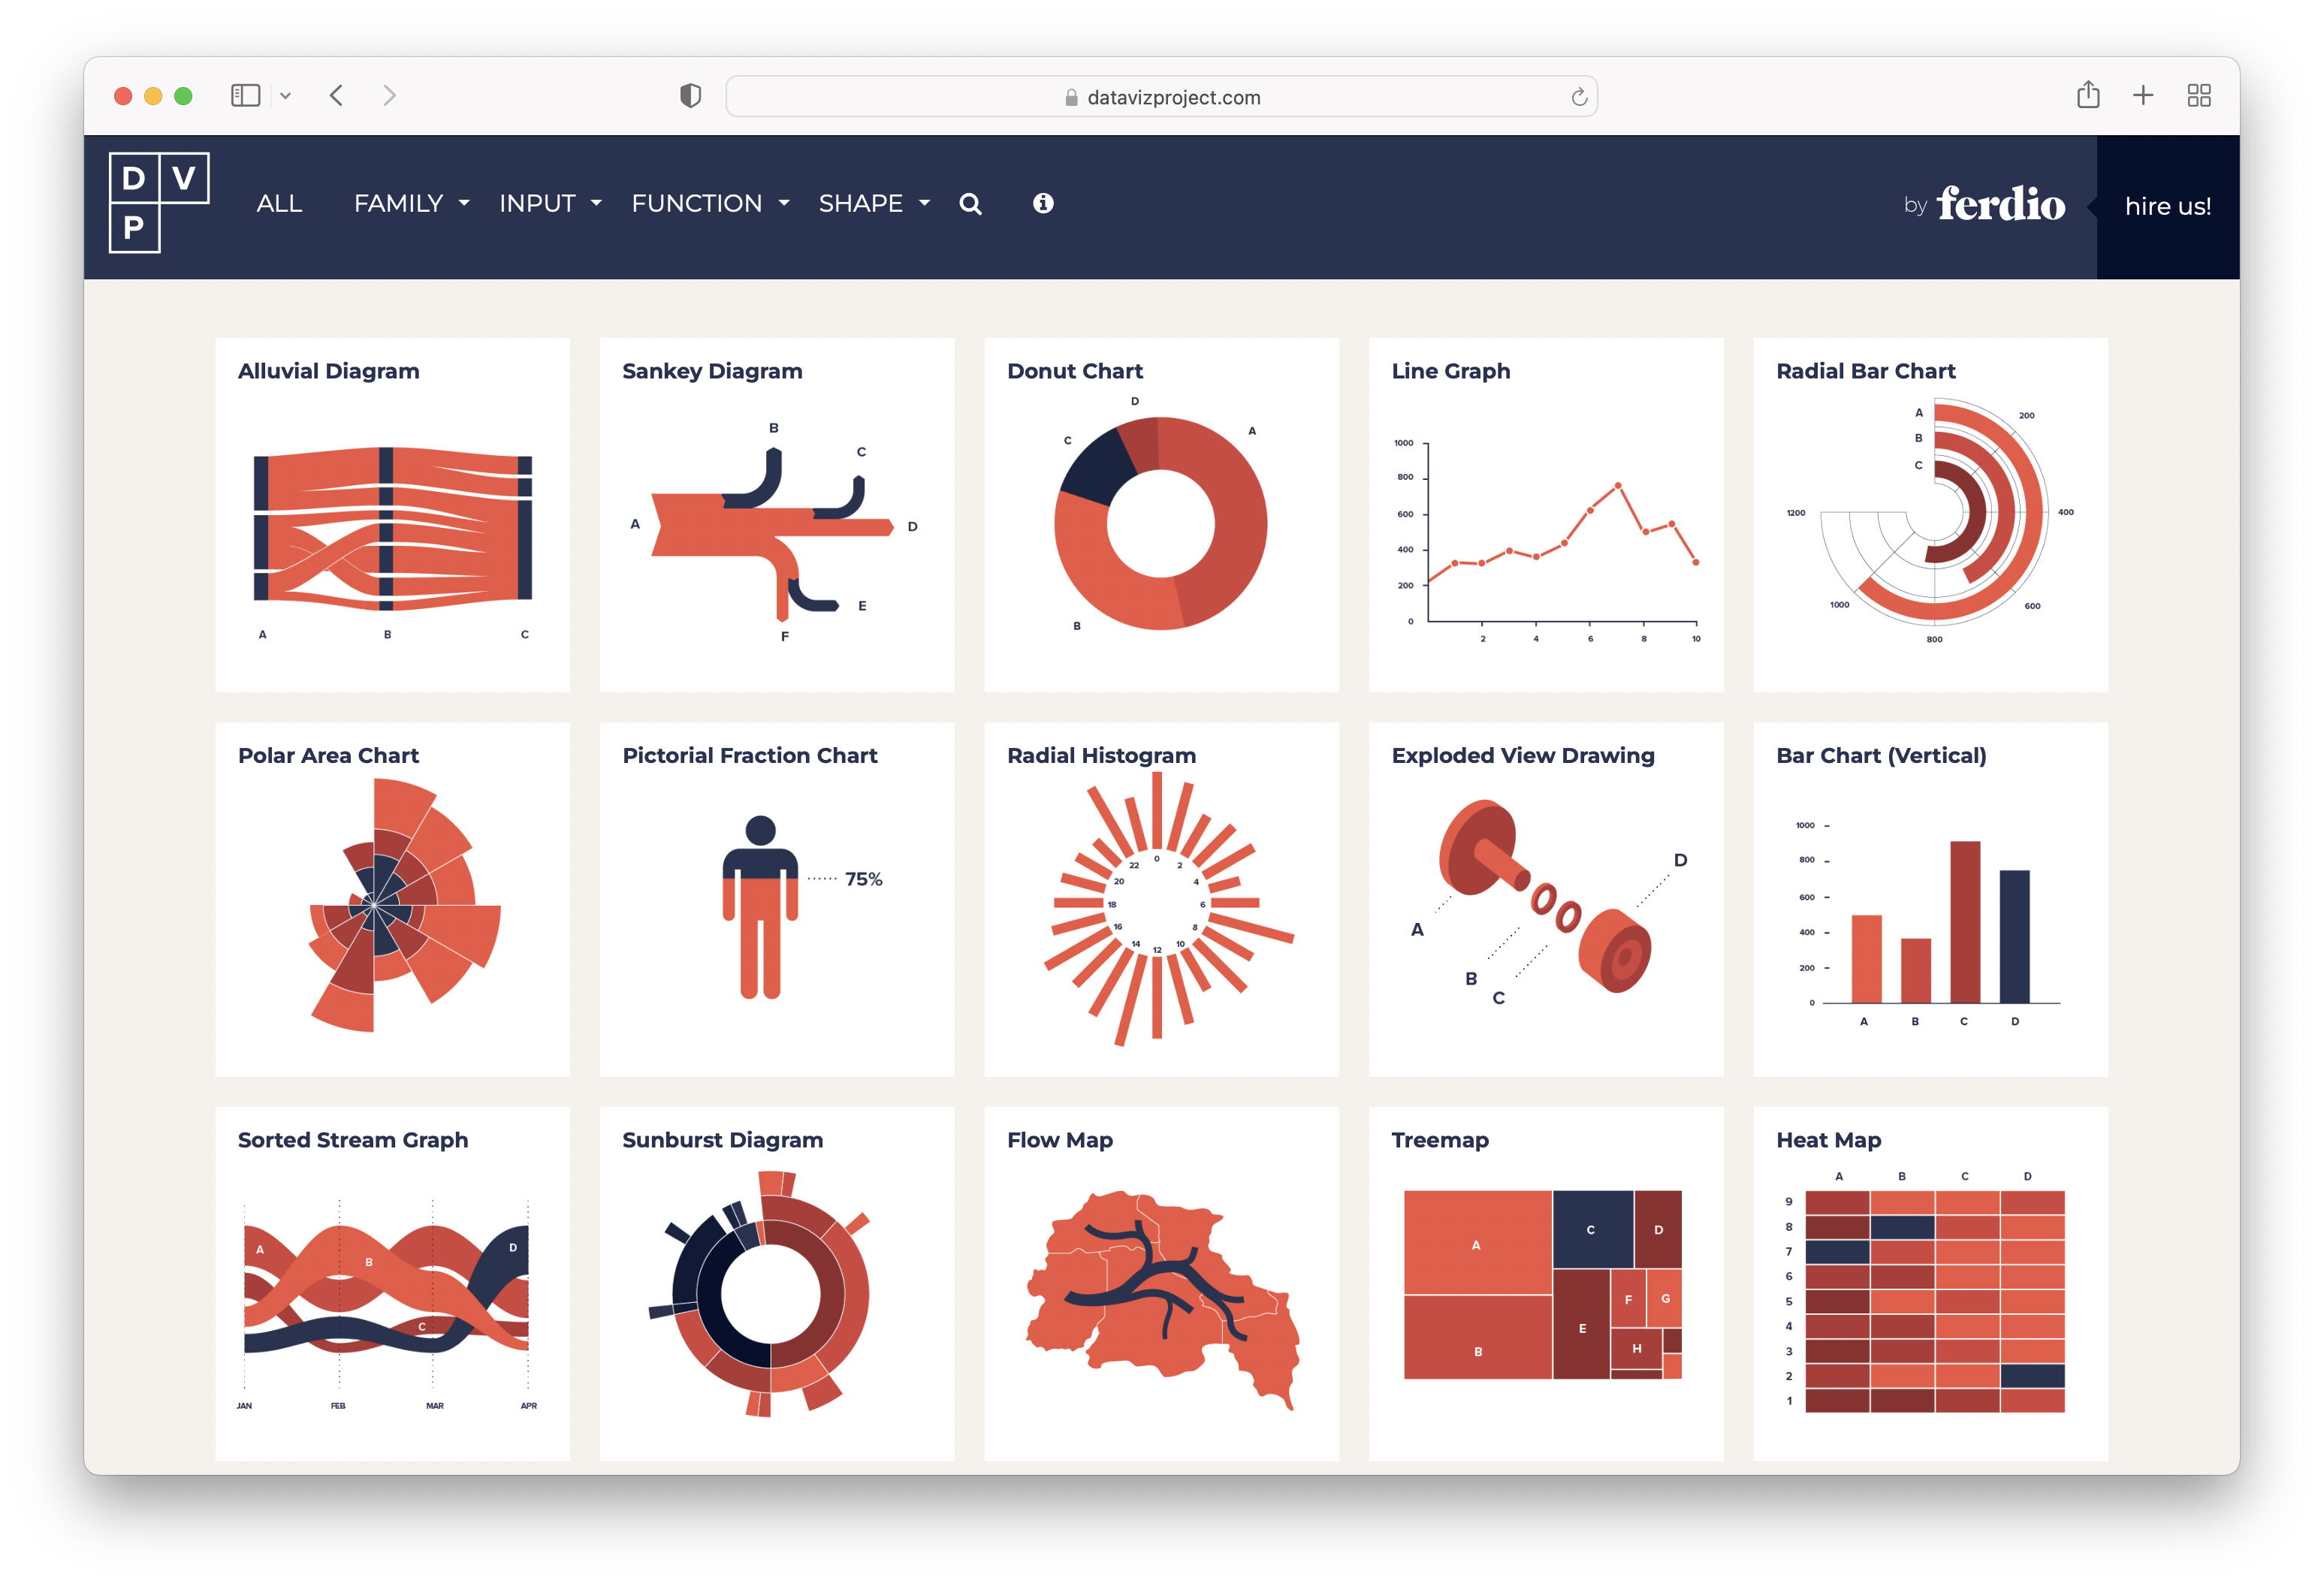 datavizproject.com
D V
P
ALL FAMILY INPUT FUNCTION SHAPE
by ferdio
hire us!
Alluvial Diagram
A B C
Sankey Diagram
B
C
A
D
E
F
Donut Chart
D
A
C
B
Line Graph
1000
800
600
400
200
0
2 4 6 8 10
Radial Bar Chart
A
B
C
200
400
600
800
1000
1200
Polar Area Chart
Pictorial Fraction Chart
75%
Radial Histogram
0
2
4
6
8
10
12
14
16
18
20
22
Exploded View Drawing
D
A
B
C
Bar Chart (Vertical)
1000
800
600
400
200
0
A B C D
Sorted Stream Graph
A
B
C
D
JAN FEB MAR APR
Sunburst Diagram
Flow Map
Treemap
A
C
D
F
G
E
H
B
Heat Map
A B C D
9
8
7
6
5
4
3
2
1